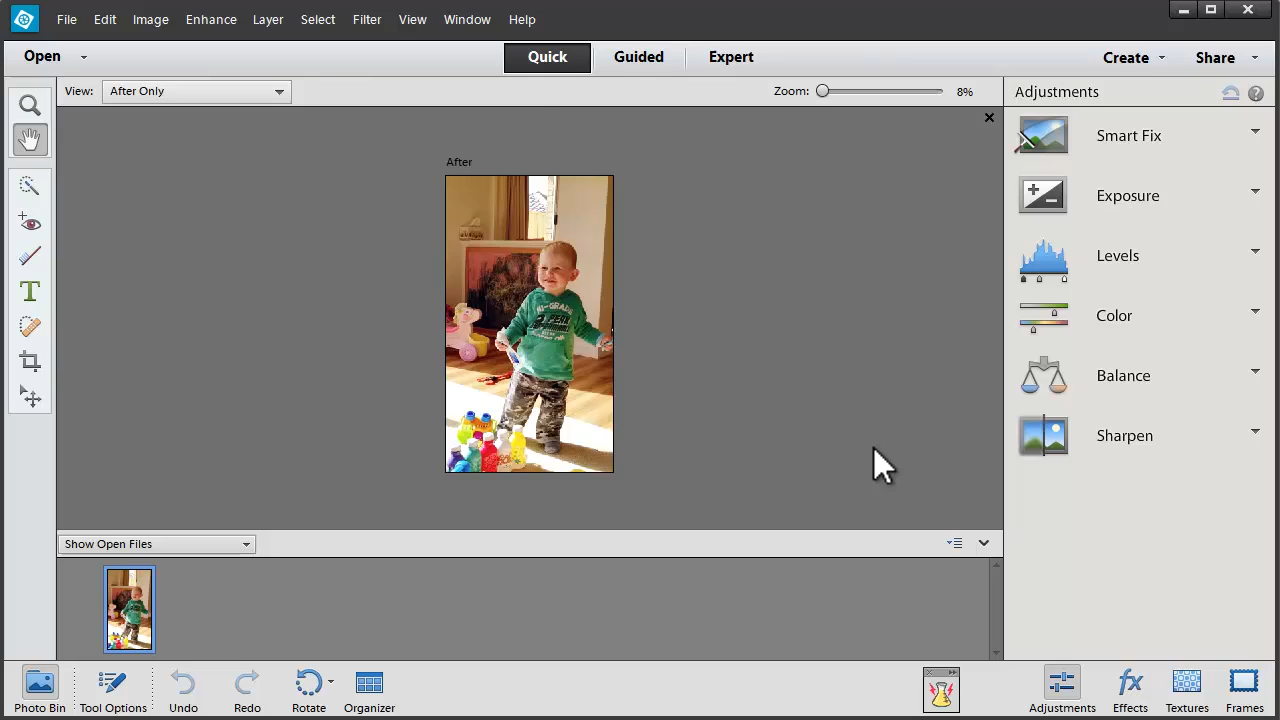 File Edit Image Enhance Layer Select Filter View Window Help
Open Quick Guided Expert Create Share
View: After Only Zoom: 8% Adjustments
After
Smart Fix
Exposure
Levels
Color
Balance
Sharpen
Show Open Files
Photo Bin Tool Options Undo Redo Rotate Organizer Adjustments Effects Textures Frames